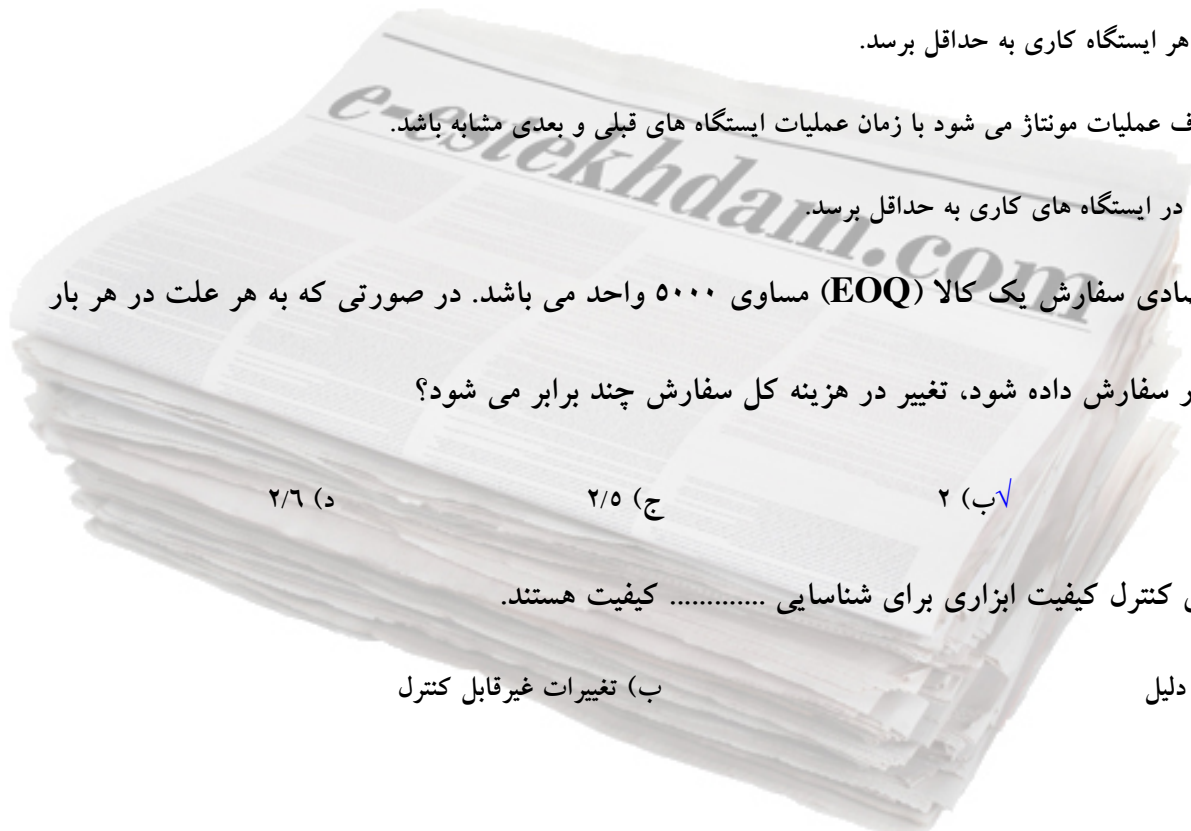 هر ایستگاه کاری به حداقل برسد.
ف عملیات مونتاژ می شود با زمان عملیات ایستگاه های قبلی و بعدی مشابه باشد.
در ایستگاه های کاری به حداقل برسد.
e-estekhdam.com
صادی سفارش یک کالا (EOQ) مساوی ۵۰۰۰ واحد می باشد. در صورتی که به هر علت در هر بار
ر سفارش داده شود، تغییر در هزینه کل سفارش چند برابر می شود؟
√ب) ۲ ج) ۲/۵ د) ۲/۶
کنترل کیفیت ابزاری برای شناسایی ............. کیفیت هستند.
دلیل ب) تغییرات غیرقابل کنترل